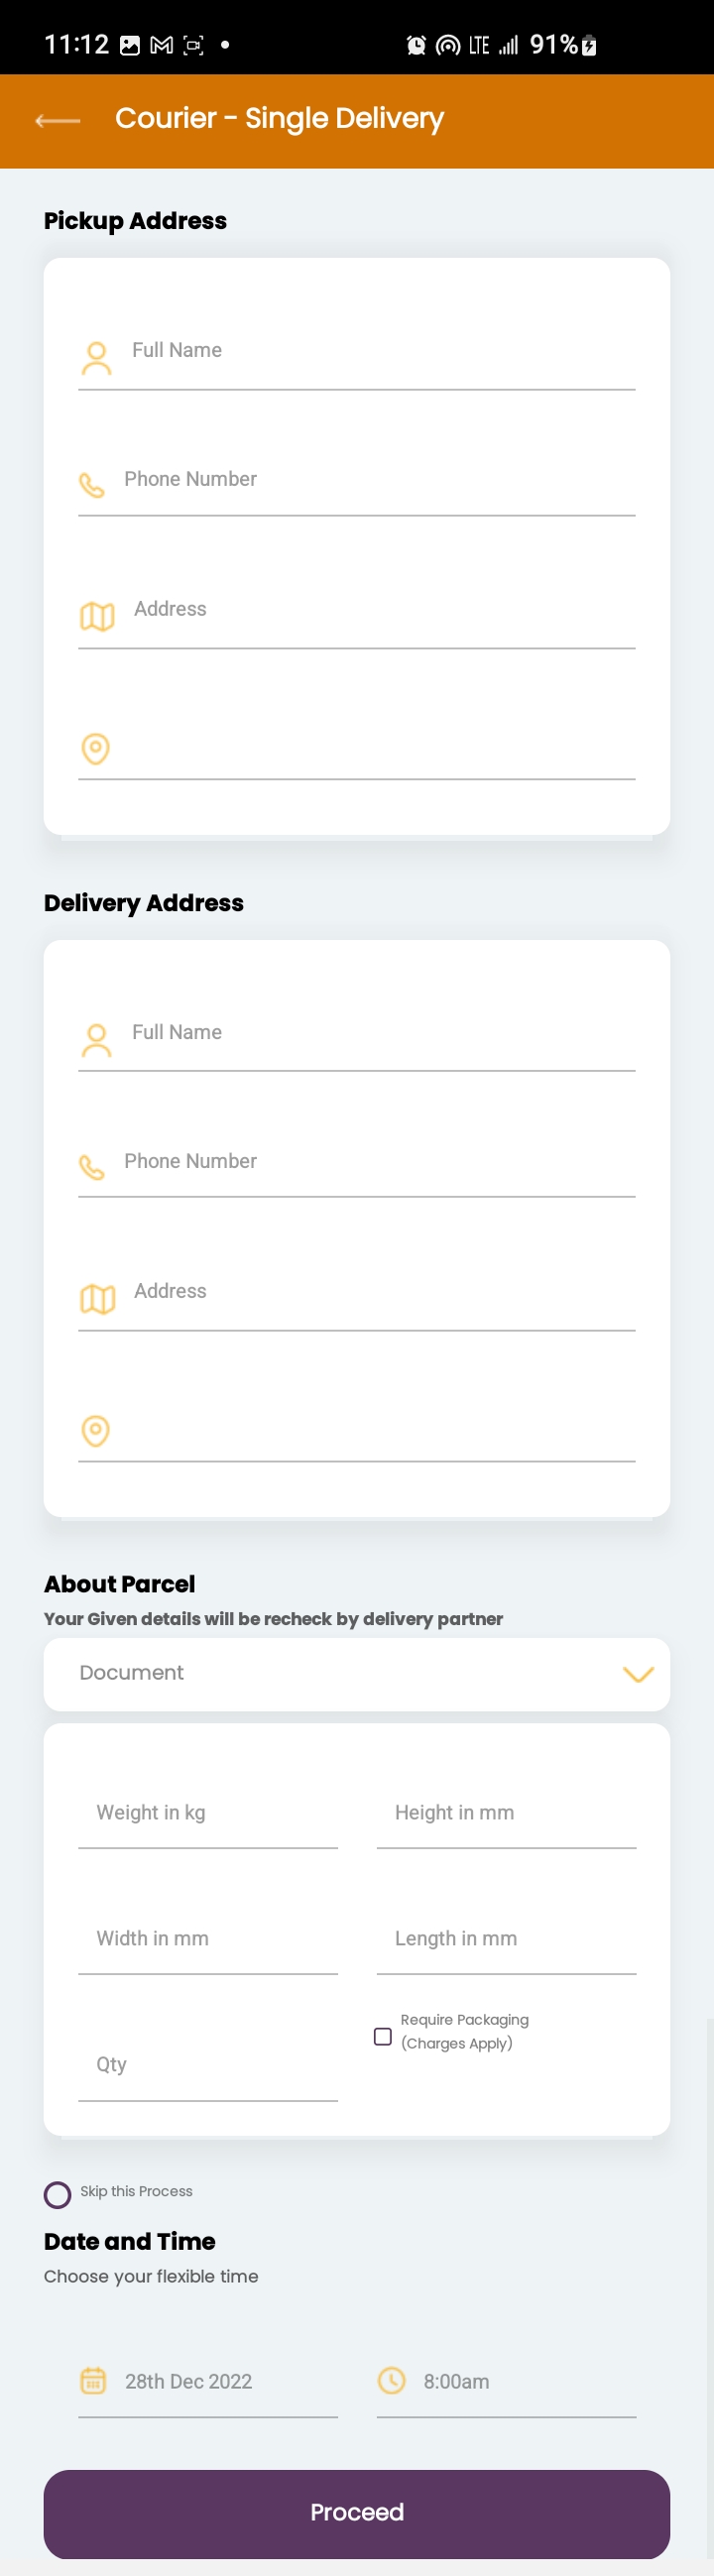 11:12
LTE 91%
Courier - Single Delivery
Pickup Address
Full Name
Phone Number
Address
Delivery Address
Full Name
Phone Number
Address
About Parcel
Your Given details will be recheck by delivery partner
Document
Weight in kg
Height in mm
Width in mm
Length in mm
Require Packaging
(Charges Apply)
Qty
Skip this Process
Date and Time
Choose your flexible time
28th Dec 2022
8:00am
Proceed